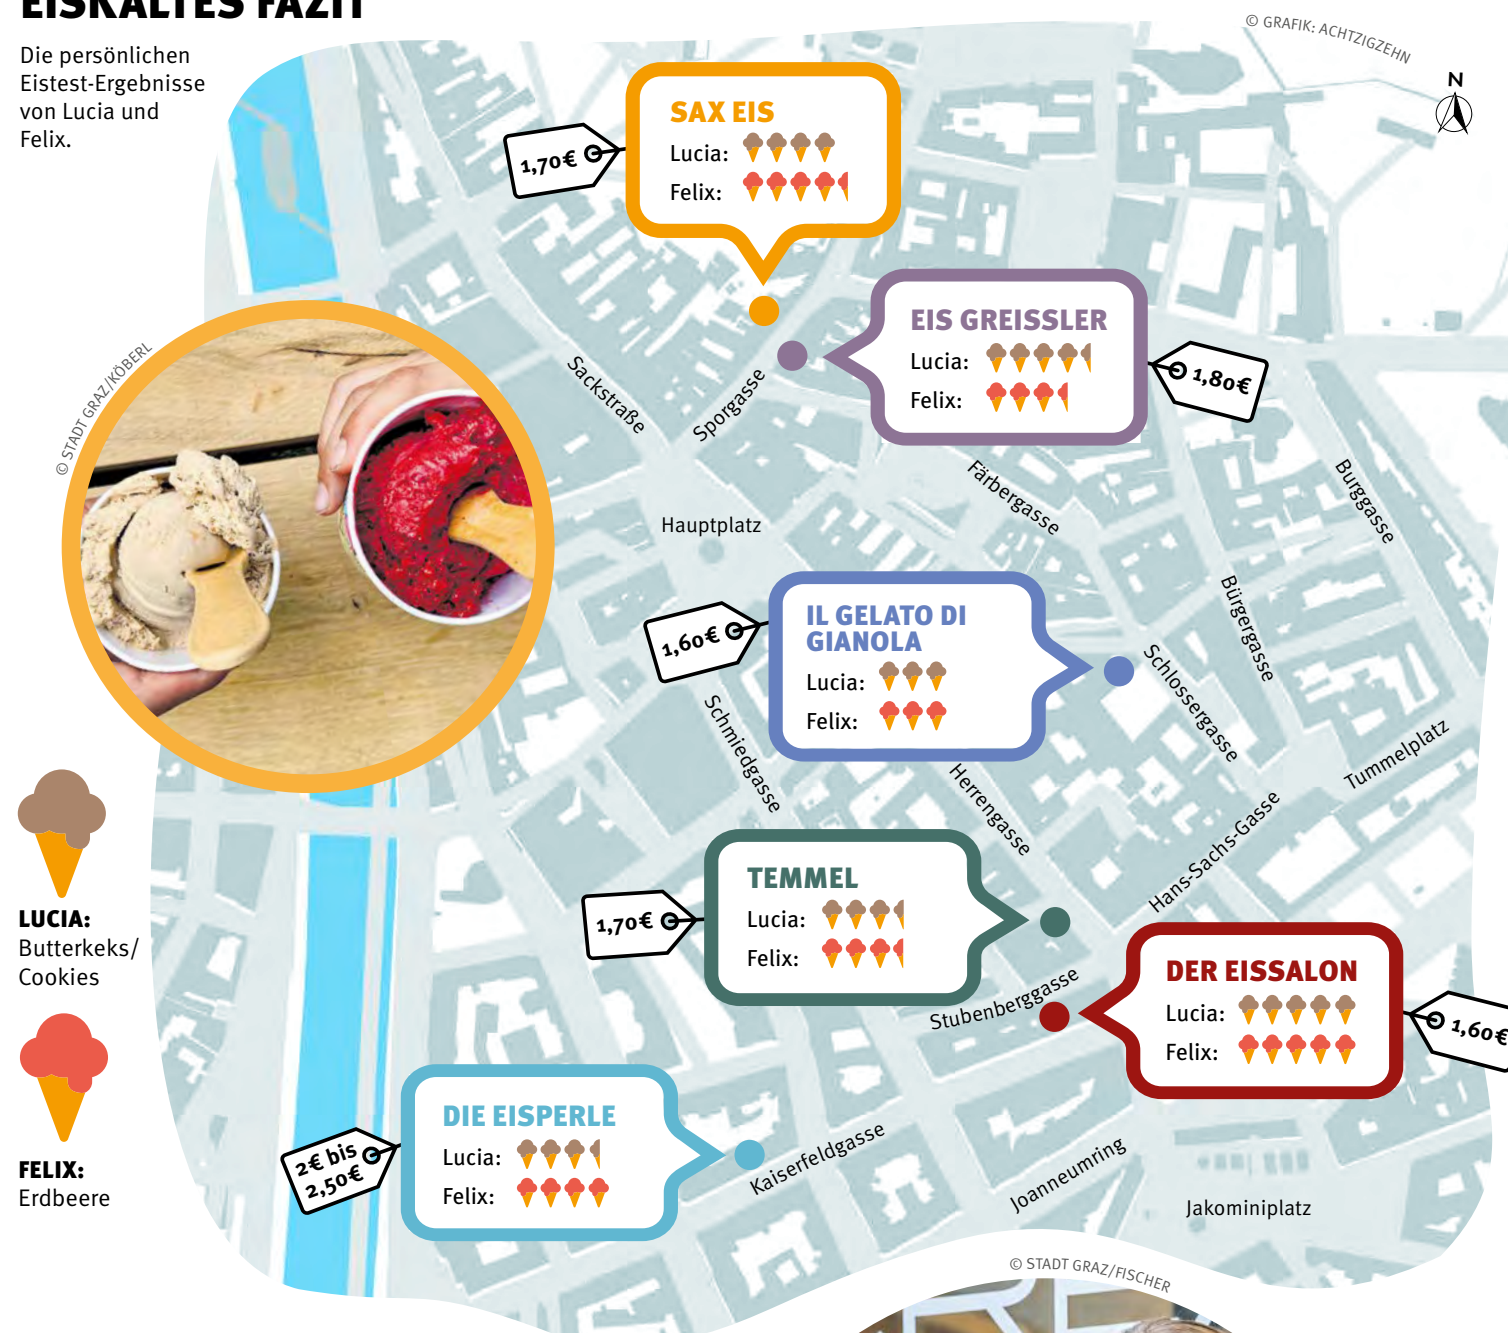 EISKALTES FAZIT
Die persönlichen
Eistest-Ergebnisse
von Lucia und
Felix.
© GRAFIK: ACHTZIGZEHN
N
SAX EIS
Lucia:
Felix:
1,70€
EIS GREISSLER
Lucia:
Felix:
1,80€
© STADT GRAZ/KÖBERL
Sackstraße
Sporgasse
Färbergasse
Burggasse
Hauptplatz
Bürgergasse
IL GELATO DI
GIANOLA
Lucia:
Felix:
1,60€
Schlossergasse
Schmiedgasse
Herrengasse
Tummelplatz
Hans-Sachs-Gasse
TEMMEL
Lucia:
Felix:
1,70€
LUCIA:
Butterkeks/
Cookies
DER EISSALON
Lucia:
Felix:
1,60€
Stubenberggasse
DIE EISPERLE
Lucia:
Felix:
2€ bis
2,50€
Kaiserfeldgasse
Joanneumring
Jakominiplatz
FELIX:
Erdbeere
© STADT GRAZ/FISCHER